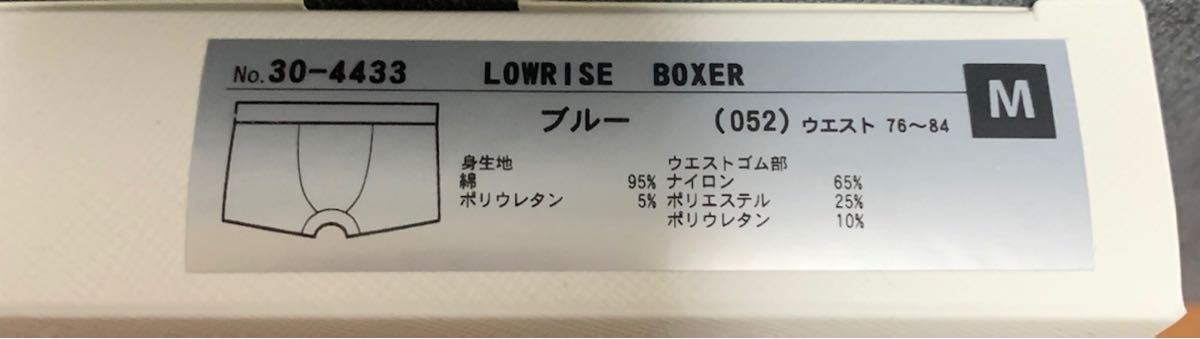 No.30-4433 LOWRISE BOXER
M
ブルー (052) ウエスト 76〜84
身生地 ウエストゴム部
綿 95% ナイロン 65%
ポリウレタン 5% ポリエステル 25%
ポリウレタン 10%